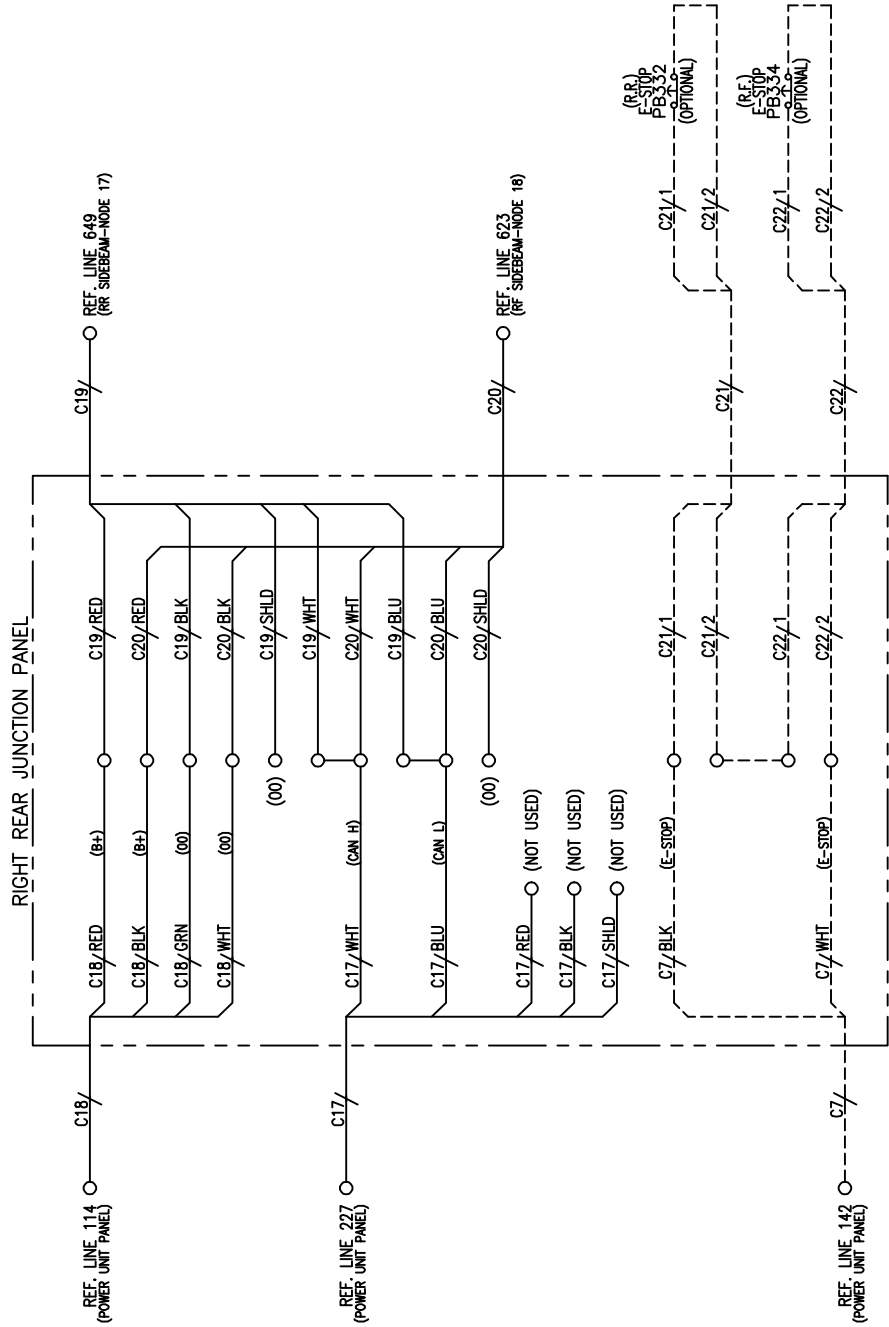 RIGHT REAR JUNCTION PANEL
REF. LINE 114
(POWER UNIT PANEL)
C18/
C18/RED
(B+)
C19/RED
C18/BLK
(B+)
C20/RED
C18/GRN
(00)
C19/BLK
C18/WHT
(00)
C20/BLK
(00)
C19/SHLD
C19/WHT
REF. LINE 227
(POWER UNIT PANEL)
C17/
C17/WHT
(CAN H)
C20/WHT
C19/BLU
C17/BLU
(CAN L)
C20/BLU
(00)
C20/SHLD
C17/RED
(NOT USED)
C17/BLK
(NOT USED)
C17/SHLD
(NOT USED)
C19/
REF. LINE 649
(RR SIDEBEAM-NODE 17)
C20/
REF. LINE 623
(RF SIDEBEAM-NODE 18)
REF. LINE 142
(POWER UNIT PANEL)
C7/
C7/BLK
(E-STOP)
C21/1
C21/2
C22/1
C7/WHT
(E-STOP)
C22/2
C21/
C21/1
C21/2
(R.R.)
E-STOP
PB332
(OPTIONAL)
C22/
C22/1
C22/2
(R.F.)
E-STOP
PB334
(OPTIONAL)